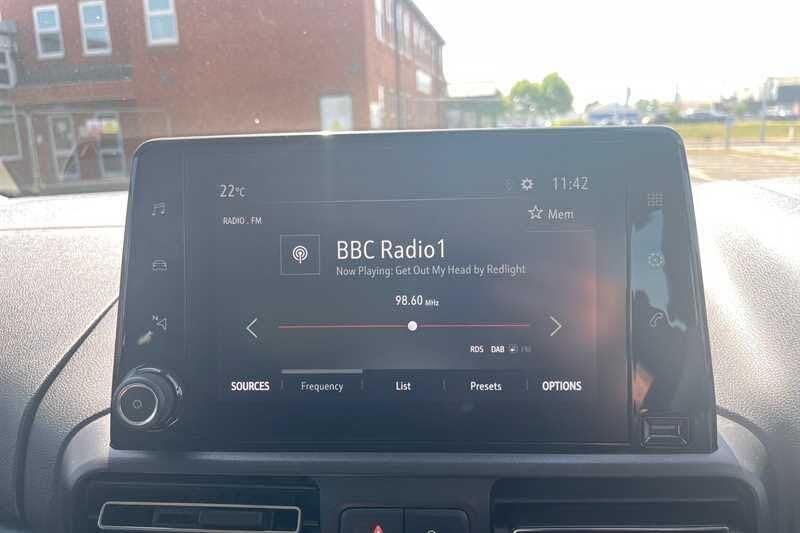 22°C
11:42
RADIO . FM
Mem
BBC Radio1
Now Playing: Get Out My Head by Redlight
98.60 MHz
RDS DAB FM
SOURCES Frequency List Presets OPTIONS
N